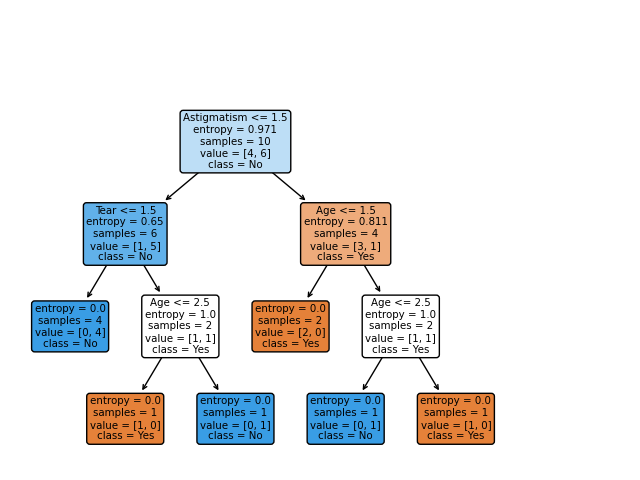 Astigmatism <= 1.5
entropy = 0.971
samples = 10
value = [4, 6]
class = No
Tear <= 1.5
entropy = 0.65
samples = 6
value = [1, 5]
class = No
Age <= 1.5
entropy = 0.811
samples = 4
value = [3, 1]
class = Yes
entropy = 0.0
samples = 4
value = [0, 4]
class = No
Age <= 2.5
entropy = 1.0
samples = 2
value = [1, 1]
class = Yes
entropy = 0.0
samples = 2
value = [2, 0]
class = Yes
Age <= 2.5
entropy = 1.0
samples = 2
value = [1, 1]
class = Yes
entropy = 0.0
samples = 1
value = [1, 0]
class = Yes
entropy = 0.0
samples = 1
value = [0, 1]
class = No
entropy = 0.0
samples = 1
value = [0, 1]
class = No
entropy = 0.0
samples = 1
value = [1, 0]
class = Yes